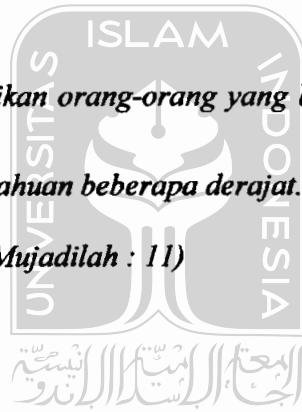 ISLAM
UNIVERSITAS
INDONESIA
ikan orang-orang yang
ahuan beberapa derajat.
Mujadilah : 11)